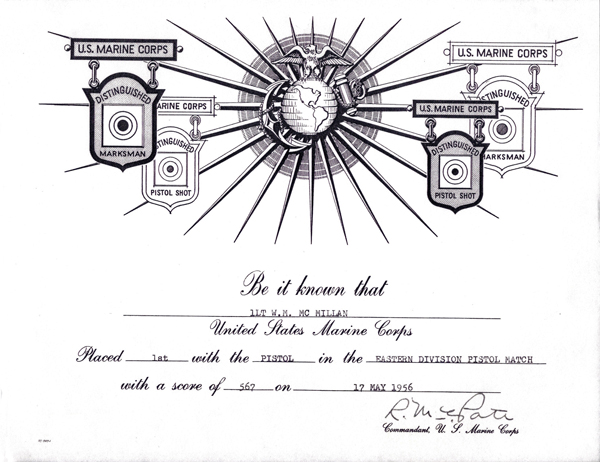 U.S. MARINE CORPS
DISTINGUISHED
MARKSMAN
MARINE CORPS
DISTINGUISHED
PISTOL SHOT
U.S. MARINE CORPS
DISTINGUISHED
MARKSMAN
U.S. MARINE CORPS
DISTINGUISHED
PISTOL SHOT
Be it known that
1LT W.M. MC MILLAN
United States Marine Corps
Placed 1st with the PISTOL in the EASTERN DIVISION PISTOL MATCH
with a score of 567 on 17 MAY 1956
Commandant, U. S. Marine Corps